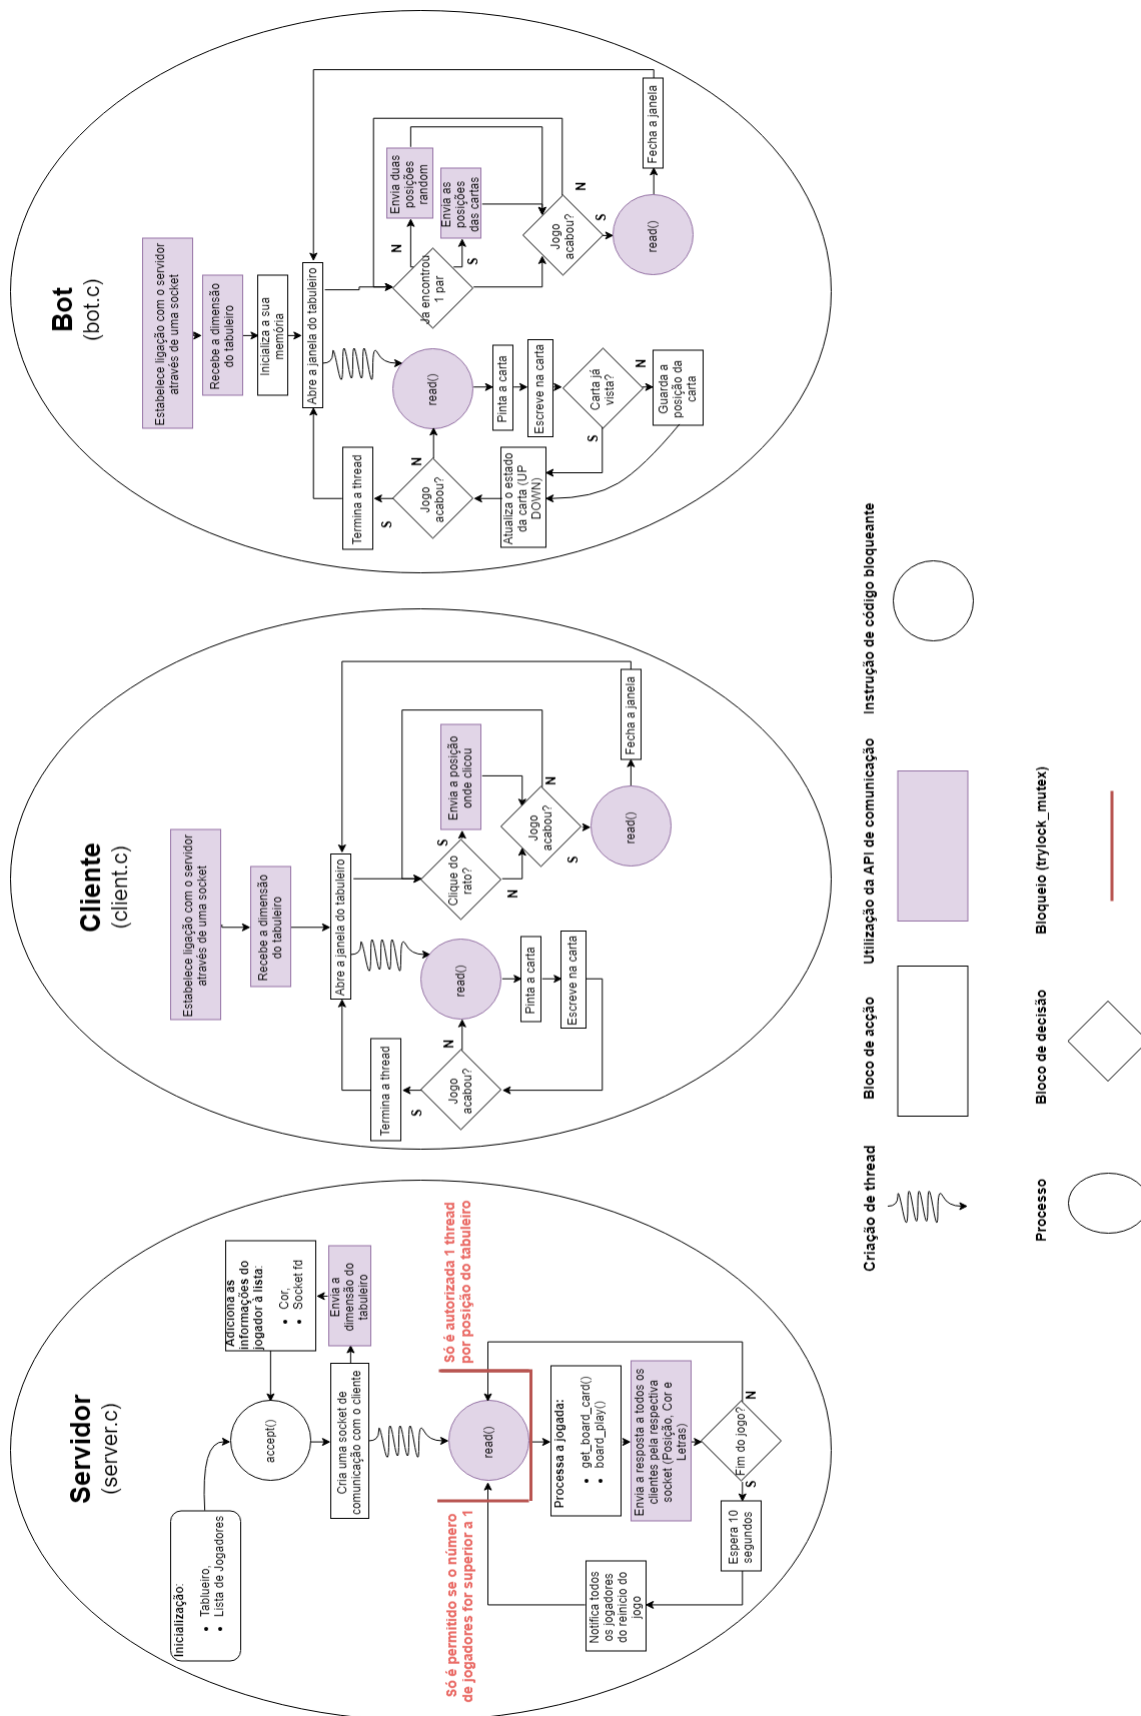 Servidor
(server.c)
Inicialização:
Tablueiro,
Lista de Jogadores
accept()
Adiciona as
informações do
jogador à lista:
Cor,
Socket fd
Cria uma socket de
comunicação com o cliente
Envia a
dimensão do
tabuleiro
Só é permitido se o número
de jogadores for superior a 1
Só é autorizada 1 thread
por posição do tabuleiro
read()
Processa a jogada:
get_board_card()
board_play()
Envia a resposta a todos os
clientes pela respectiva
socket (Posição, Cor e
Letras)
Fim do jogo?
N
S
Espera 10
segundos
Notifica todos
os jogadores
do reinicio do
jogo
Cliente
(client.c)
Estabelece ligação com o servidor
através de uma socket
Recebe a dimensão
do tabuleiro
Abre a janela do tabuleiro
Termina a thread
S
Jogo
acabou?
N
read()
Pinta a carta
Escreve na carta
Clique do
rato?
S
N
Envia a posição
onde clicou
Jogo
acabou?
N
S
read()
Fecha a janela
Bot
(bot.c)
Estabelece ligação com o servidor
através de uma socket
Recebe a dimensão
do tabuleiro
Inicializa a sua
memória
Abre a janela do tabuleiro
Termina a thread
S
Jogo
acabou?
N
read()
Pinta a carta
Escreve na carta
Carta já
vista?
S
N
Guarda a
posição da
carta
Atualiza o estado
da carta (UP
DOWN)
Já encontrou
1 par
N
S
Envia duas
posições
random
Envia as
posições
das cartas
Jogo
acabou?
N
S
read()
Fecha a janela
Criação de thread
Bloco de acção
Utilização da API de comunicação
Instrução de código bloqueante
Processo
Bloco de decisão
Bloqueio (trylock_mutex)